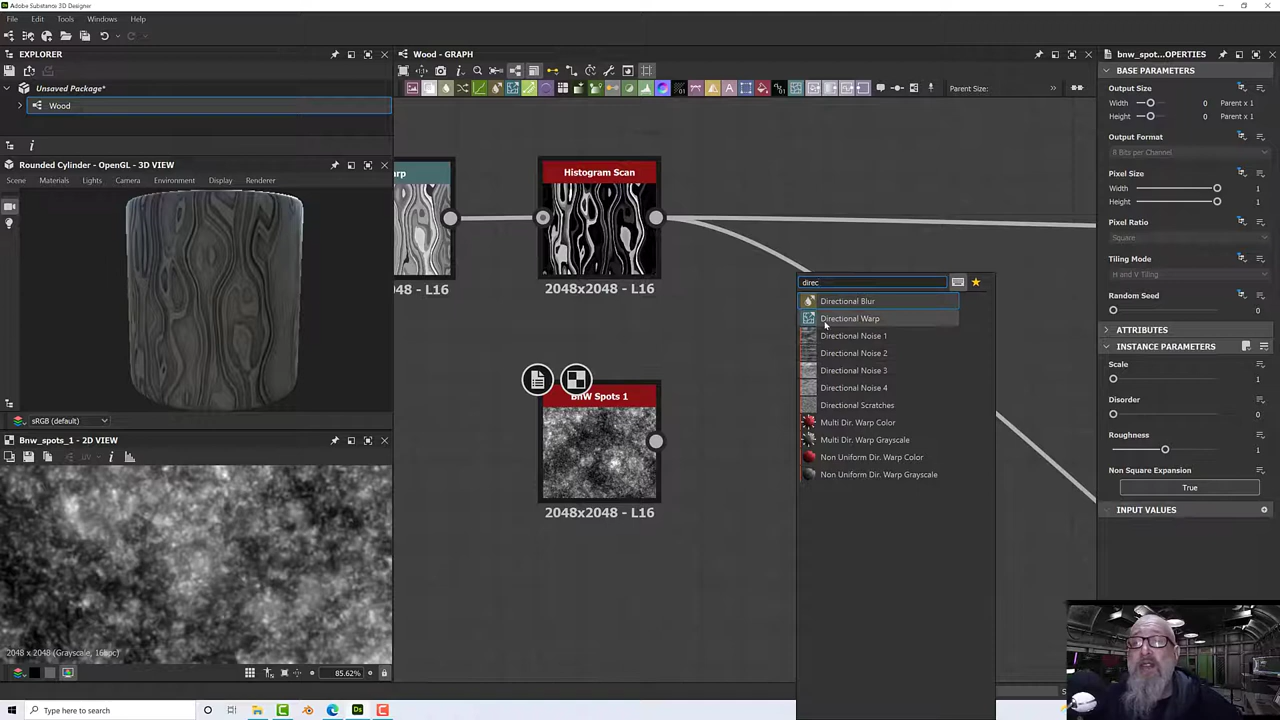 Adobe Substance 3D Designer
File Edit Tools Windows Help
EXPLORER
Unsaved Package*
Wood
Rounded Cylinder - OpenGL - 3D VIEW
Scene Materials Lights Camera Environment Display Renderer
sRGB (default)
Bnw_spots_1 - 2D VIEW
UV
2048 x 2048 (Grayscale, 16bpc)
85.62%
Wood - GRAPH
Parent Size:
arp
48 - L16
Histogram Scan
2048x2048 - L16
BnW Spots 1
2048x2048 - L16
direc
Directional Blur
Directional Warp
Directional Noise 1
Directional Noise 2
Directional Noise 3
Directional Noise 4
Directional Scratches
Multi Dir. Warp Color
Multi Dir. Warp Grayscale
Non Uniform Dir. Warp Color
Non Uniform Dir. Warp Grayscale
bnw_spot...OPERTIES
BASE PARAMETERS
Output Size
Width 0 Parent x 1
Height 0 Parent x 1
Output Format
8 Bits per Channel
Pixel Size
Width 1
Height 1
Pixel Ratio
Square
Tiling Mode
H and V Tiling
Random Seed
0
ATTRIBUTES
INSTANCE PARAMETERS
Scale
1
Disorder
0
Roughness
1
Non Square Expansion
True
INPUT VALUES
Type here to search